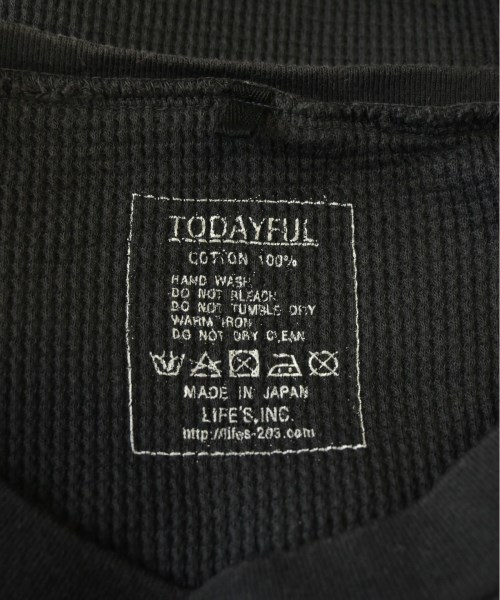 TODAYFUL
COTTON 100%
HAND WASH
DO NOT BLEACH
DO NOT TUMBLE DRY
WARM IRON
DO NOT DRY CLEAN
MADE IN JAPAN
LIFE'S,INC.
http://lifes-203.com